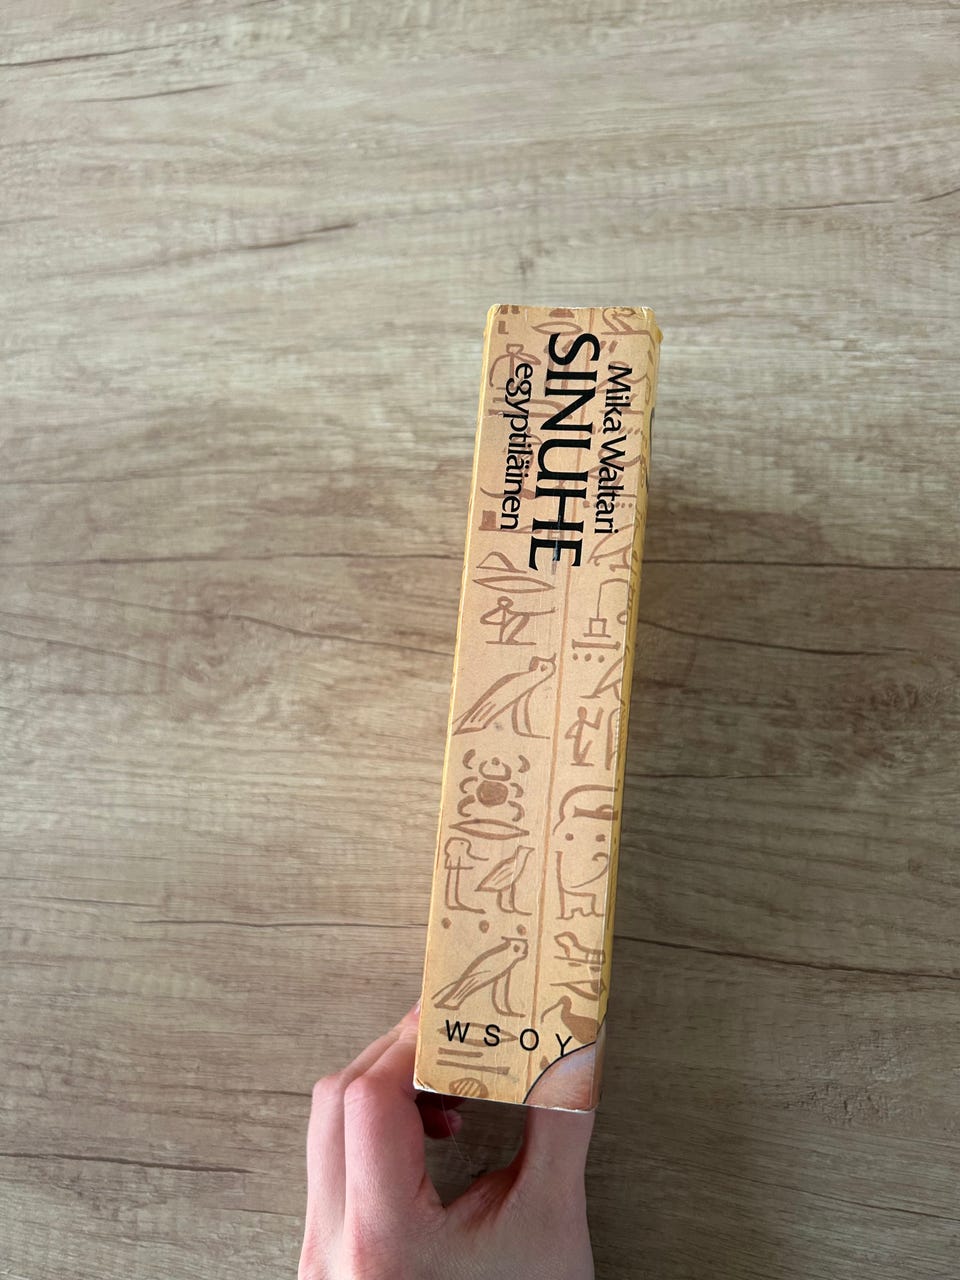 Mika Waltari
SINUHE
egyptiläinen
WSOY